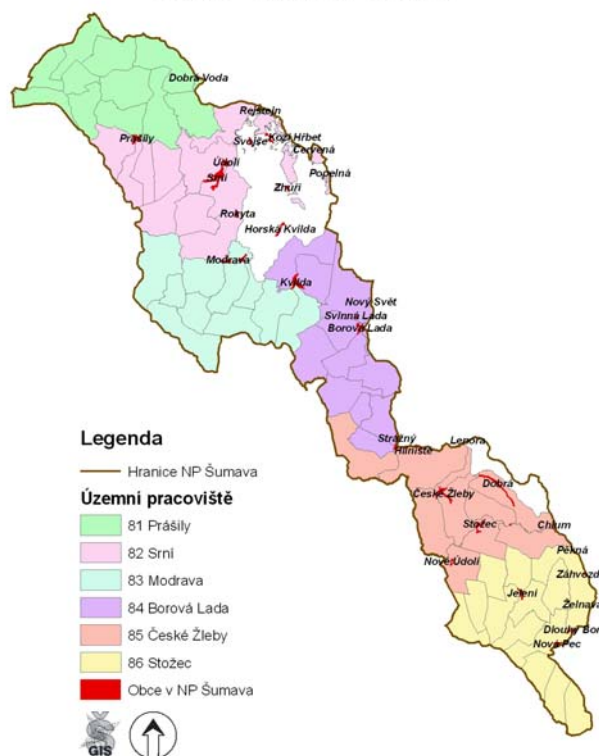 Dobrá Voda
Rejštejn
Prášily
Svojše
Kozí Hřbet
Červená
Údolí
Srní
Popelná
Zhůří
Rokyta
Horská Kvilda
Modrava
Kvilda
Nový Svět
Svinná Lada
Borová Lada
Strážný
Hliniště
Lenora
České Žleby
Dobrá
Stožec
Chlum
Nové Údolí
Pěkná
Záhvozdí
Jelení
Želnava
Nová Pec
Legenda
Hranice NP Šumava
Územní pracoviště
81 Prášily
82 Srní
83 Modrava
84 Borová Lada
85 České Žleby
86 Stožec
Obce v NP Šumava
GIS